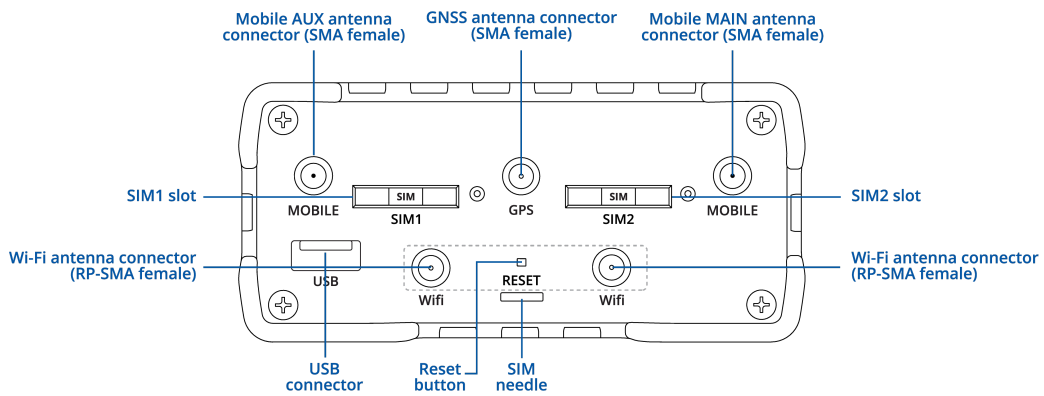 Mobile AUX antenna
connector (SMA female)
GNSS antenna connector
(SMA female)
Mobile MAIN antenna
connector (SMA female)
SIM1 slot
SIM
SIM
SIM2 slot
MOBILE
SIM1
GPS
SIM2
MOBILE
Wi-Fi antenna connector
(RP-SMA female)
Wi-Fi antenna connector
(RP-SMA female)
USB
RESET
Wifi
Wifi
USB
connector
Reset
button
SIM
needle